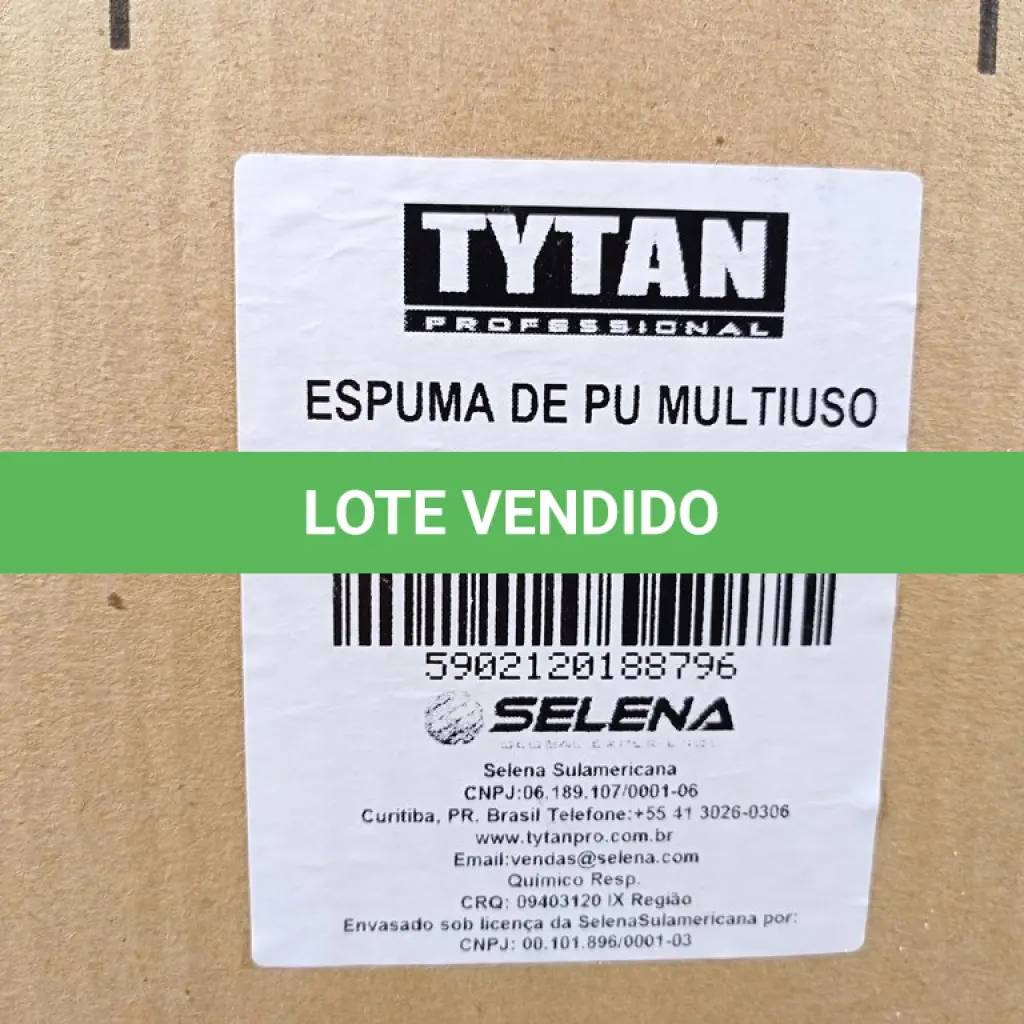 TYTAN
PROFESSIONAL
ESPUMA DE PU MULTIUSO
LOTE VENDIDO
5902120188796
SELENA
GLOBAL EXPERIENCE
Selena Sulamericana
CNPJ:06.189.107/0001-06
Curitiba, PR. Brasil Telefone:+55 41 3026-0306
www.tytanpro.com.br
Email:vendas@selena.com
Químico Resp.
CRQ: 09403120 IX Região
Envasado sob licença da SelenaSulamericana por:
CNPJ: 00.101.896/0001-03